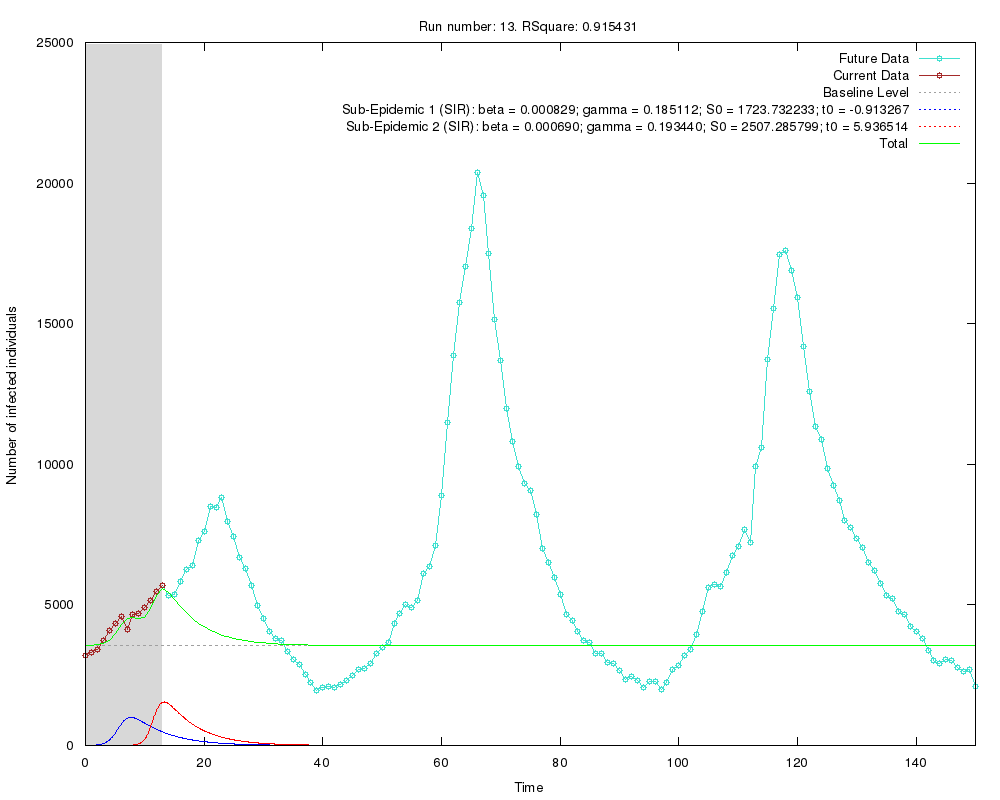 Run number: 13. RSquare: 0.915431
25000
20000
15000
10000
5000
0
Number of infected individuals
Future Data
Current Data
Baseline Level
Sub-Epidemic 1 (SIR): beta = 0.000829; gamma = 0.185112; S0 = 1723.732233; t0 = -0.913267
Sub-Epidemic 2 (SIR): beta = 0.000690; gamma = 0.193440; S0 = 2507.285799; t0 = 5.936514
Total
0 20 40 60 80 100 120 140
Time